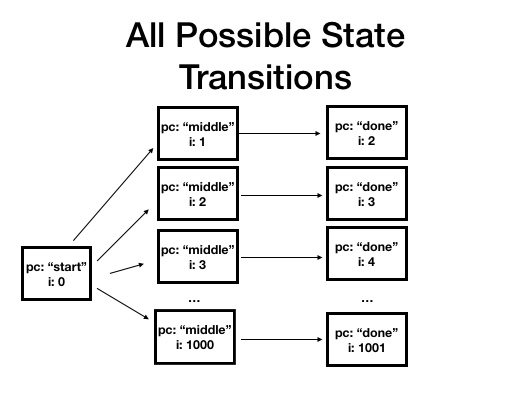 All Possible State
Transitions
pc: “middle”
i: 1
pc: “done”
i: 2
pc: “middle”
i: 2
pc: “done”
i: 3
pc: “start”
i: 0
pc: “middle”
i: 3
pc: “done”
i: 4
...
...
pc: “middle”
i: 1000
pc: “done”
i: 1001